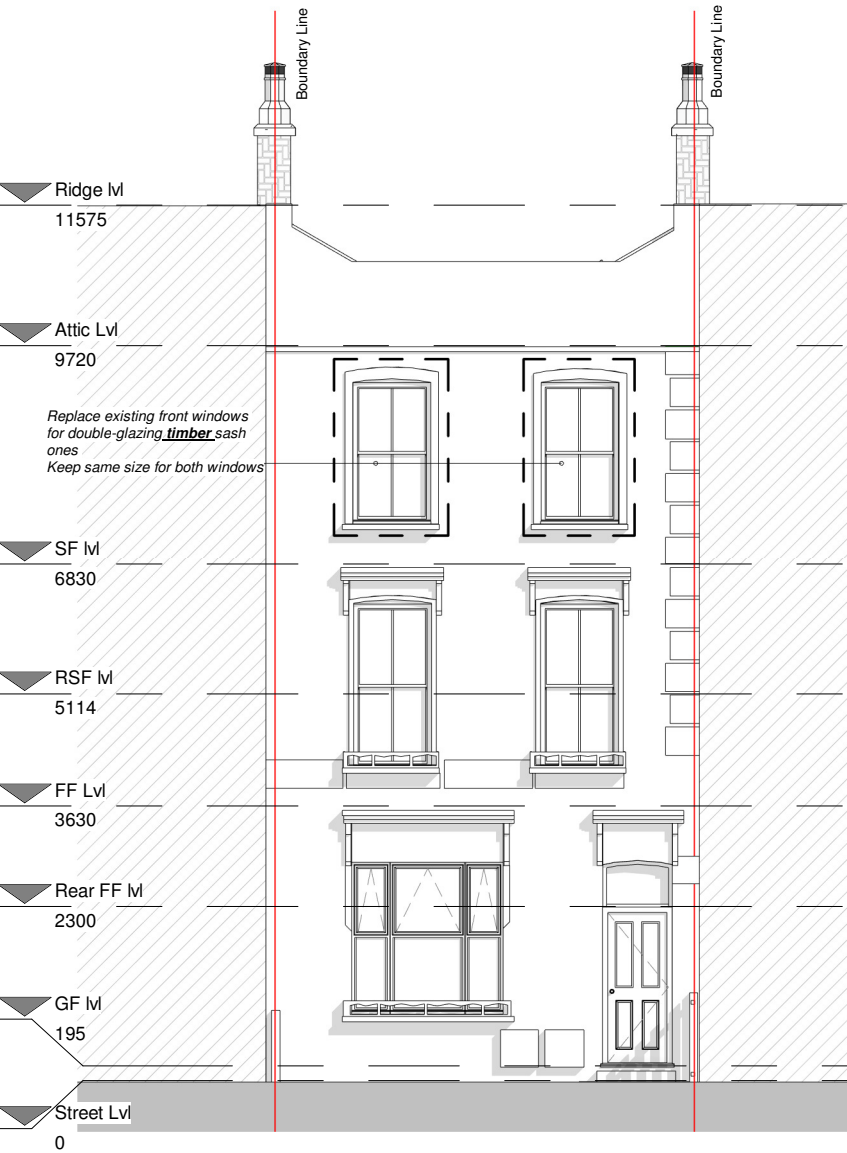 Boundary Line
Boundary Line
Ridge lvl
11575
Attic Lvl
9720
Replace existing front windows
for double-glazing timber sash
ones
Keep same size for both windows
SF lvl
6830
RSF lvl
5114
FF Lvl
3630
Rear FF lvl
2300
GF lvl
195
Street Lvl
0